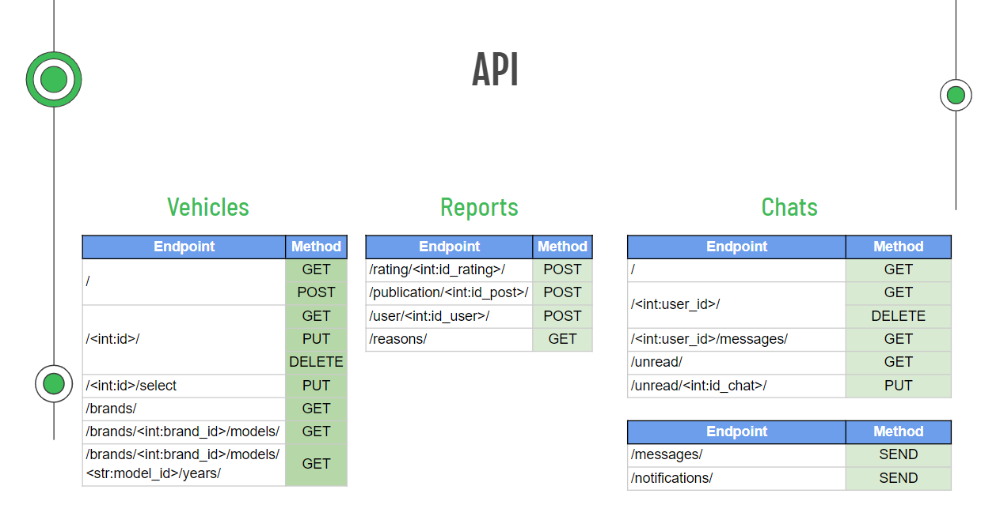 API
Vehicles
Endpoint Method
/ GET
POST
/<int:id>/ GET
PUT
DELETE
/<int:id>/select PUT
/brands/ GET
/brands/<int:brand_id>/models/ GET
/brands/<int:brand_id>/models/
<str:model_id>/years/ GET
Reports
Endpoint Method
/rating/<int:id_rating>/ POST
/publication/<int:id_post>/ POST
/user/<int:id_user>/ POST
/reasons/ GET
Chats
Endpoint Method
/ GET
/<int:user_id>/ GET
DELETE
/<int:user_id>/messages/ GET
/unread/ GET
/unread/<int:id_chat>/ PUT
Endpoint Method
/messages/ SEND
/notifications/ SEND